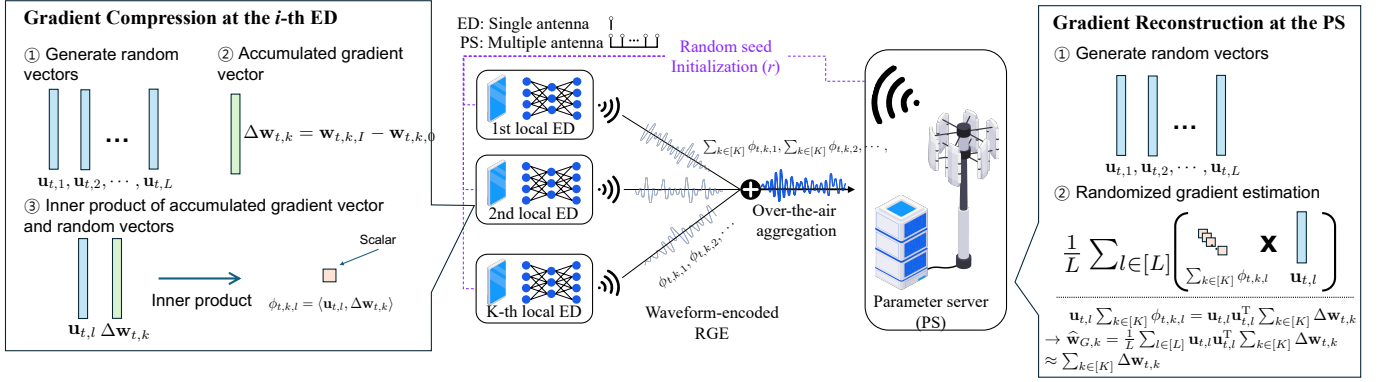 Gradient Compression at the i-th ED
① Generate random
vectors
② Accumulated gradient
vector
...
Δw_{t,k} = w_{t,k,I} − w_{t,k,0}
u_{t,1}, u_{t,2}, ⋯, u_{t,L}
③ Inner product of accumulated gradient vector
and random vectors
Scalar
Inner product
ϕ_{t,k,l} = ⟨u_{t,l}, Δw_{t,k}⟩
u_{t,l} Δw_{t,k}
ED: Single antenna
PS: Multiple antenna
Random seed
Initialization (r)
1st local ED
2nd local ED
K-th local ED
∑_{k∈[K]} ϕ_{t,k,1}, ∑_{k∈[K]} ϕ_{t,k,2}, ⋯,
Over-the-air
aggregation
ϕ_{t,k,1}, ϕ_{t,k,2}, ⋯
Waveform-encoded
RGE
Parameter server
(PS)
Gradient Reconstruction at the PS
① Generate random vectors
...
u_{t,1}, u_{t,2}, ⋯, u_{t,L}
② Randomized gradient estimation
1/L ∑_{l∈[L]} ( ∑_{k∈[K]} ϕ_{t,k,l} X u_{t,l} )
u_{t,l} ∑_{k∈[K]} ϕ_{t,k,l} = u_{t,l} u_{t,l}^T ∑_{k∈[K]} Δw_{t,k}
→ ŵ_{G,k} = 1/L ∑_{l∈[L]} u_{t,l} u_{t,l}^T ∑_{k∈[K]} Δw_{t,k}
≈ ∑_{k∈[K]} Δw_{t,k}